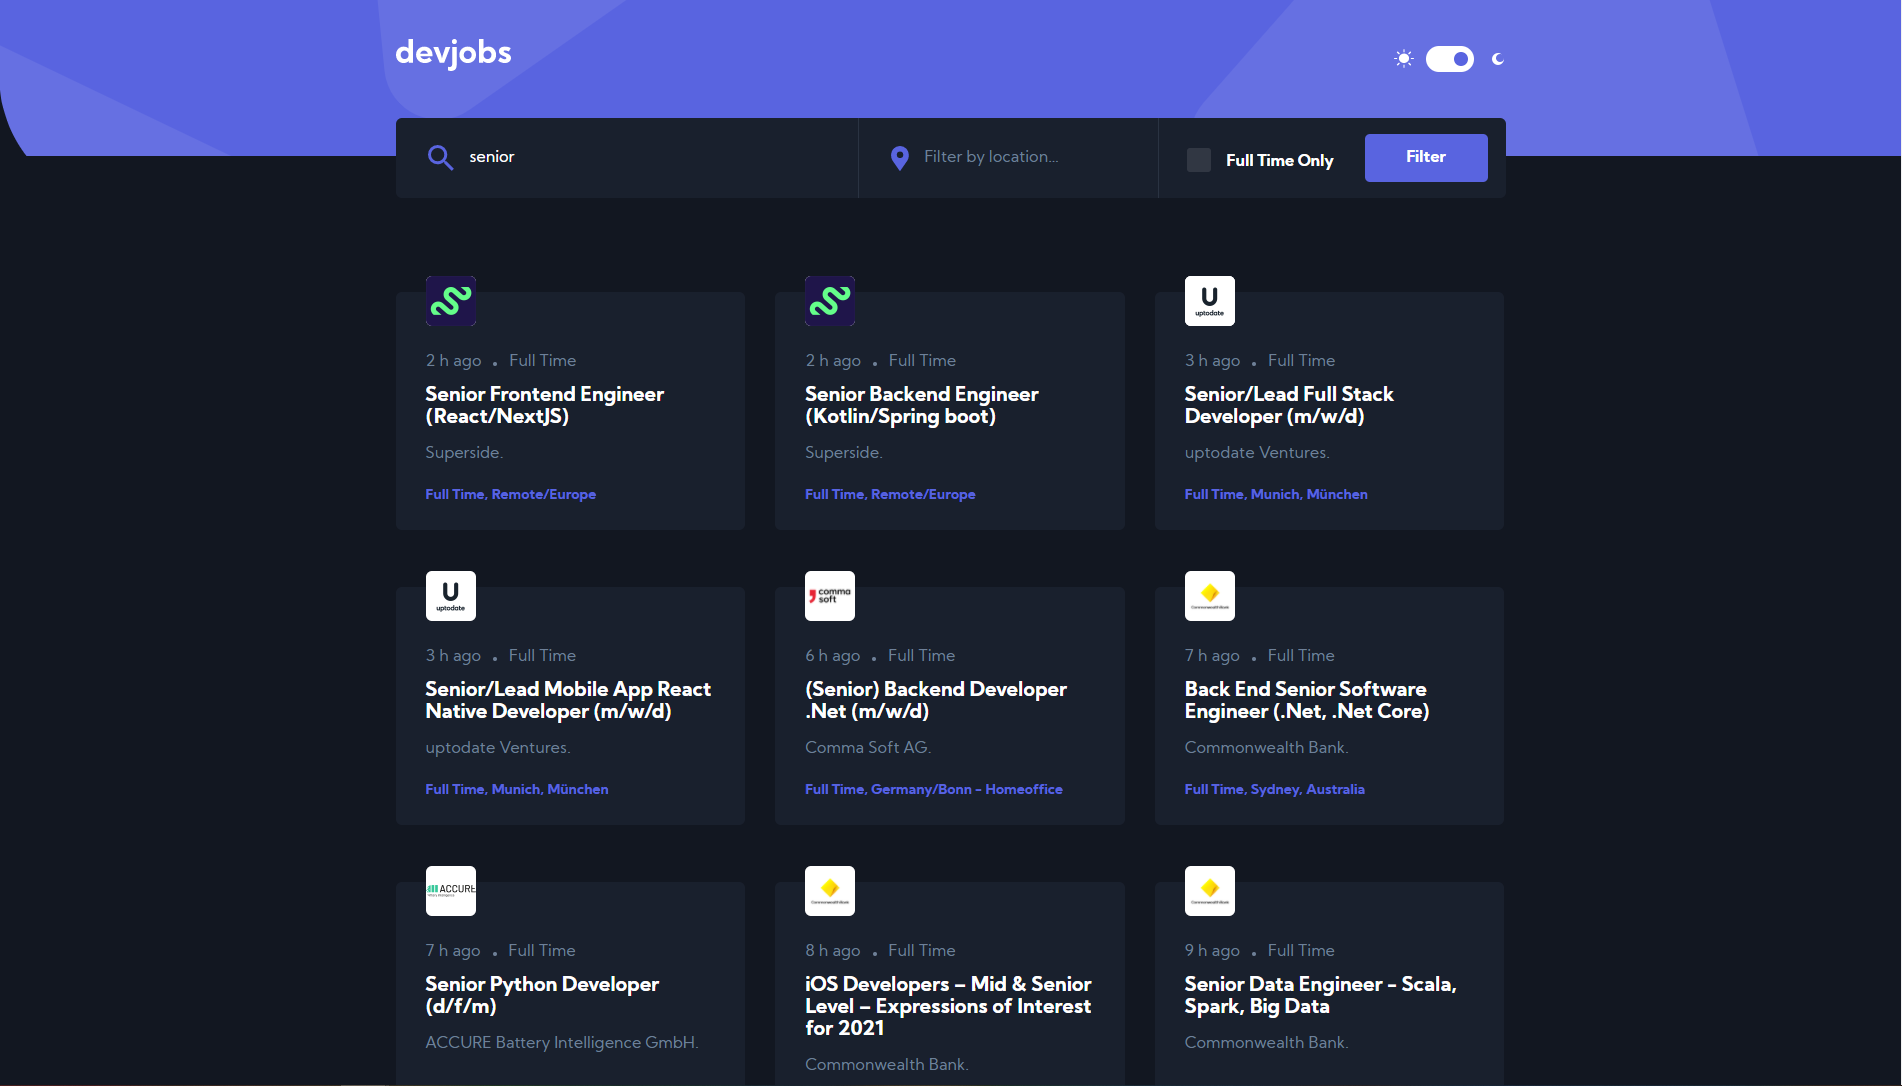 devjobs
senior
Filter by location...
Full Time Only
Filter
2 h ago . Full Time
Senior Frontend Engineer
(React/NextJS)
Superside.
Full Time, Remote/Europe
2 h ago . Full Time
Senior Backend Engineer
(Kotlin/Spring boot)
Superside.
Full Time, Remote/Europe
U
uptodate
3 h ago . Full Time
Senior/Lead Full Stack
Developer (m/w/d)
uptodate Ventures.
Full Time, Munich, München
U
uptodate
3 h ago . Full Time
Senior/Lead Mobile App React
Native Developer (m/w/d)
uptodate Ventures.
Full Time, Munich, München
comma
soft
6 h ago . Full Time
(Senior) Backend Developer
.Net (m/w/d)
Comma Soft AG.
Full Time, Germany/Bonn - Homeoffice
CommonwealthBank
7 h ago . Full Time
Back End Senior Software
Engineer (.Net, .Net Core)
Commonwealth Bank.
Full Time, Sydney, Australia
ACCURE
7 h ago . Full Time
Senior Python Developer
(d/f/m)
ACCURE Battery Intelligence GmbH.
CommonwealthBank
8 h ago . Full Time
iOS Developers – Mid & Senior
Level – Expressions of Interest
for 2021
Commonwealth Bank.
CommonwealthBank
9 h ago . Full Time
Senior Data Engineer - Scala,
Spark, Big Data
Commonwealth Bank.